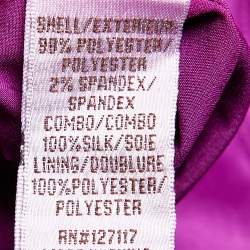 SHELL/EXTERIEUR
98% POLYESTER/
POLYESTER
2% SPANDEX/
SPANDEX
COMBO/COMBO
100%SILK/SOIE
LINING/DOUBLURE
100%POLYESTER/
POLYESTER
RN#127117